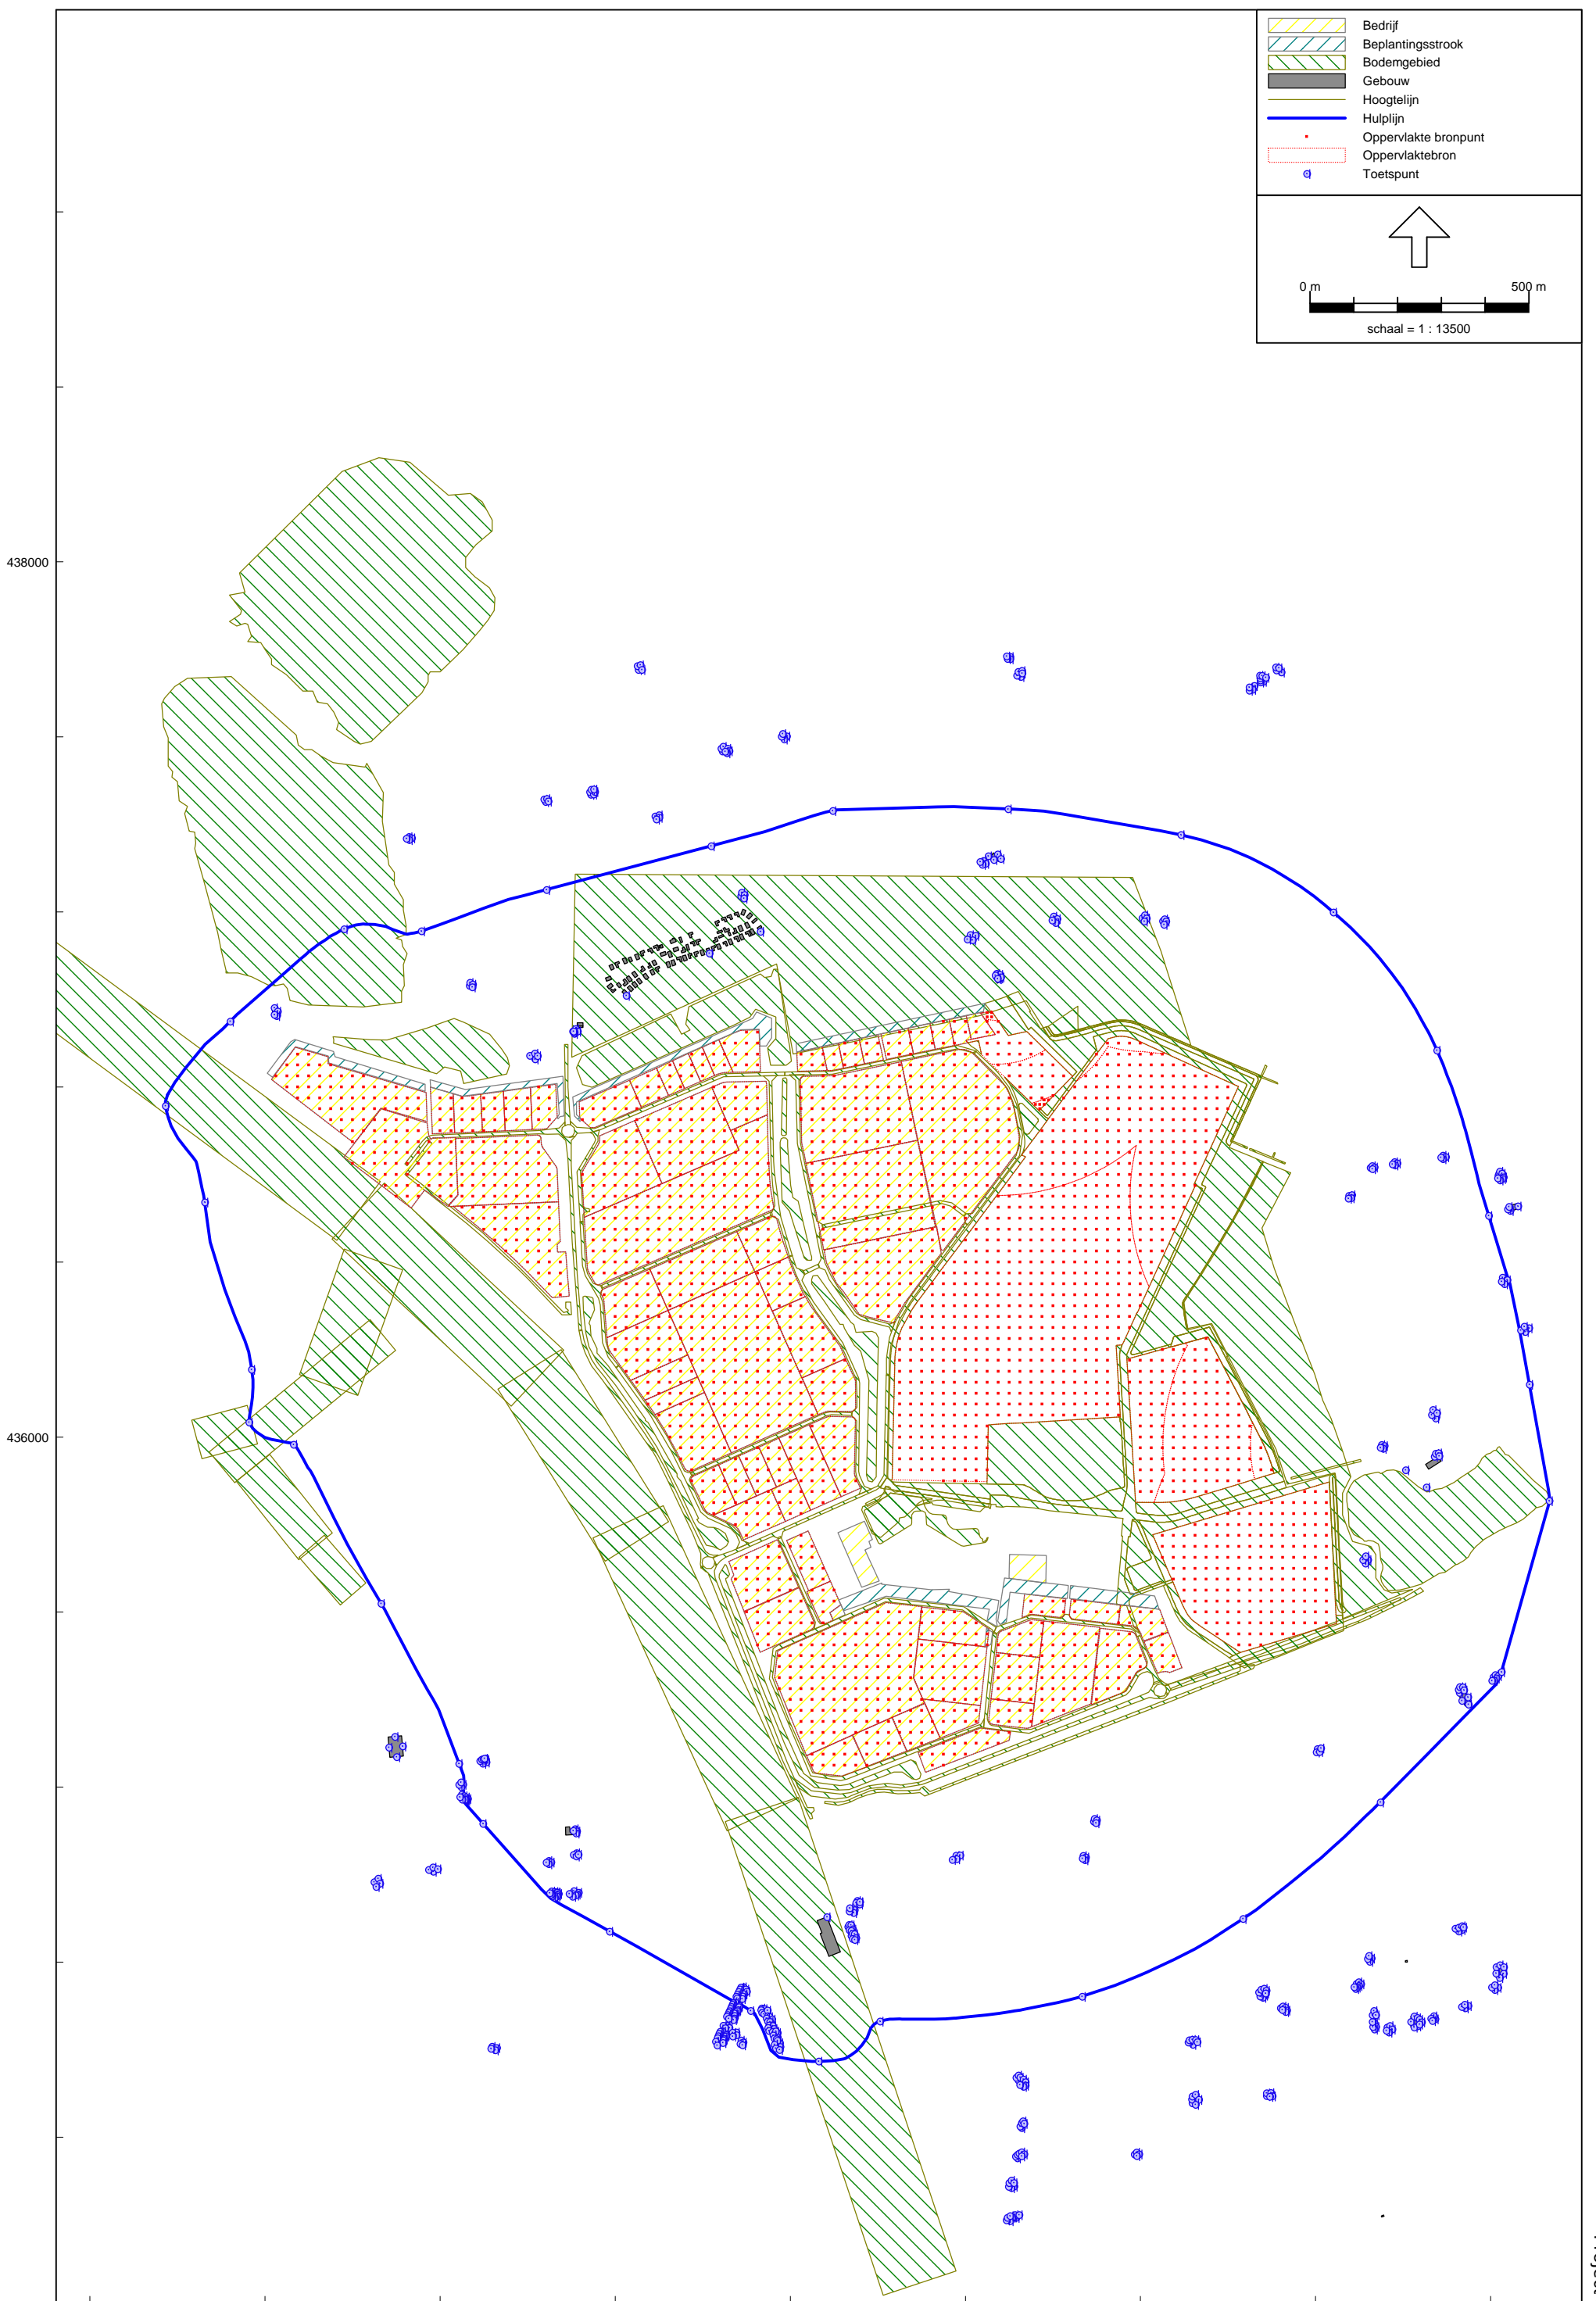 Bedrijf
Beplantingsstrook
Bodemgebied
Gebouw
Hoogtelijn
Hulplijn
Oppervlakte bronpunt
Oppervlaktebron
Toetspunt
0 m 500 m
schaal = 1 : 13500
438000
436000